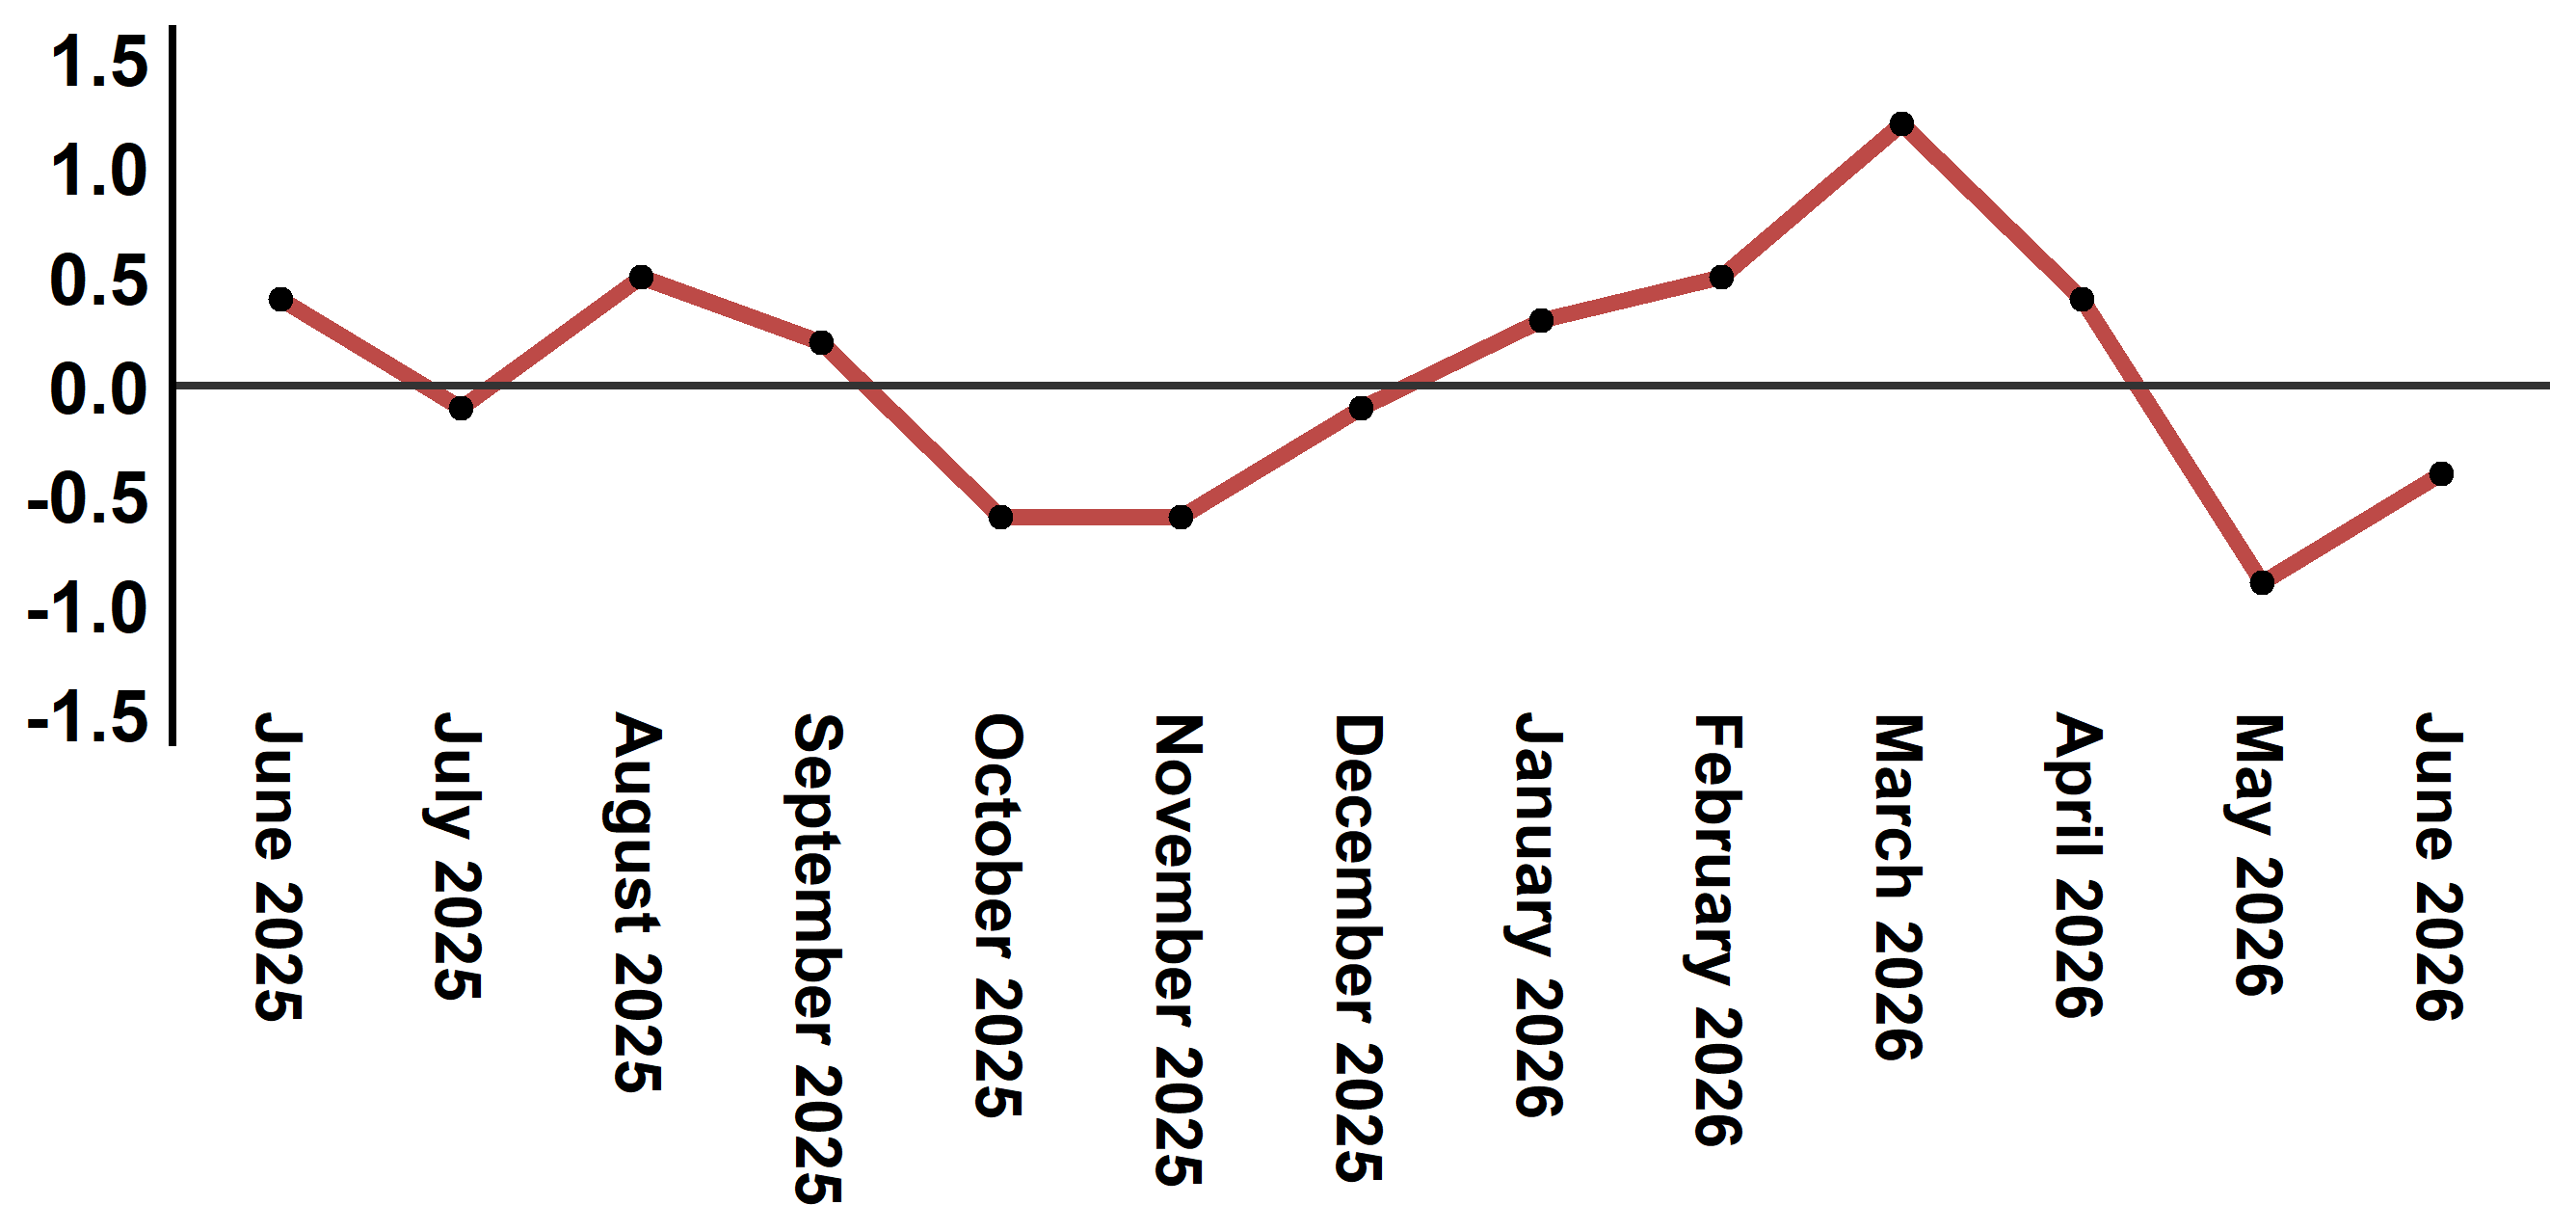 1.5
1.0
0.5
0.0
-0.5
-1.0
-1.5
June 2025
July 2025
August 2025
September 2025
October 2025
November 2025
December 2025
January 2026
February 2026
March 2026
April 2026
May 2026
June 2026